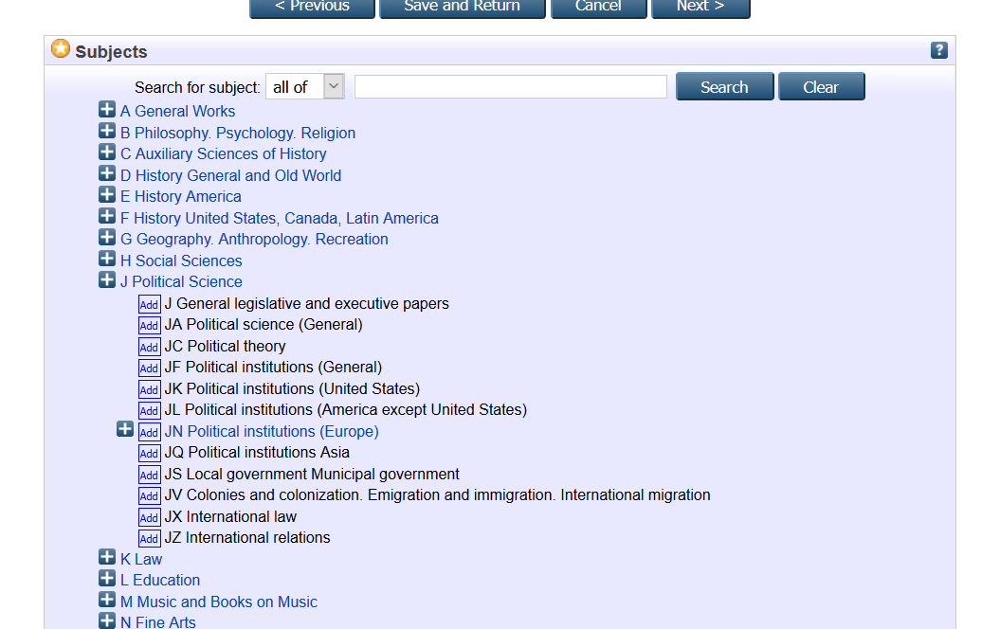 < Previous Save and Return Cancel Next >
Subjects ?
Search for subject: all of Search Clear
A General Works
B Philosophy. Psychology. Religion
C Auxiliary Sciences of History
D History General and Old World
E History America
F History United States, Canada, Latin America
G Geography. Anthropology. Recreation
H Social Sciences
J Political Science
Add J General legislative and executive papers
Add JA Political science (General)
Add JC Political theory
Add JF Political institutions (General)
Add JK Political institutions (United States)
Add JL Political institutions (America except United States)
Add JN Political institutions (Europe)
Add JQ Political institutions Asia
Add JS Local government Municipal government
Add JV Colonies and colonization. Emigration and immigration. International migration
Add JX International law
Add JZ International relations
K Law
L Education
M Music and Books on Music
N Fine Arts